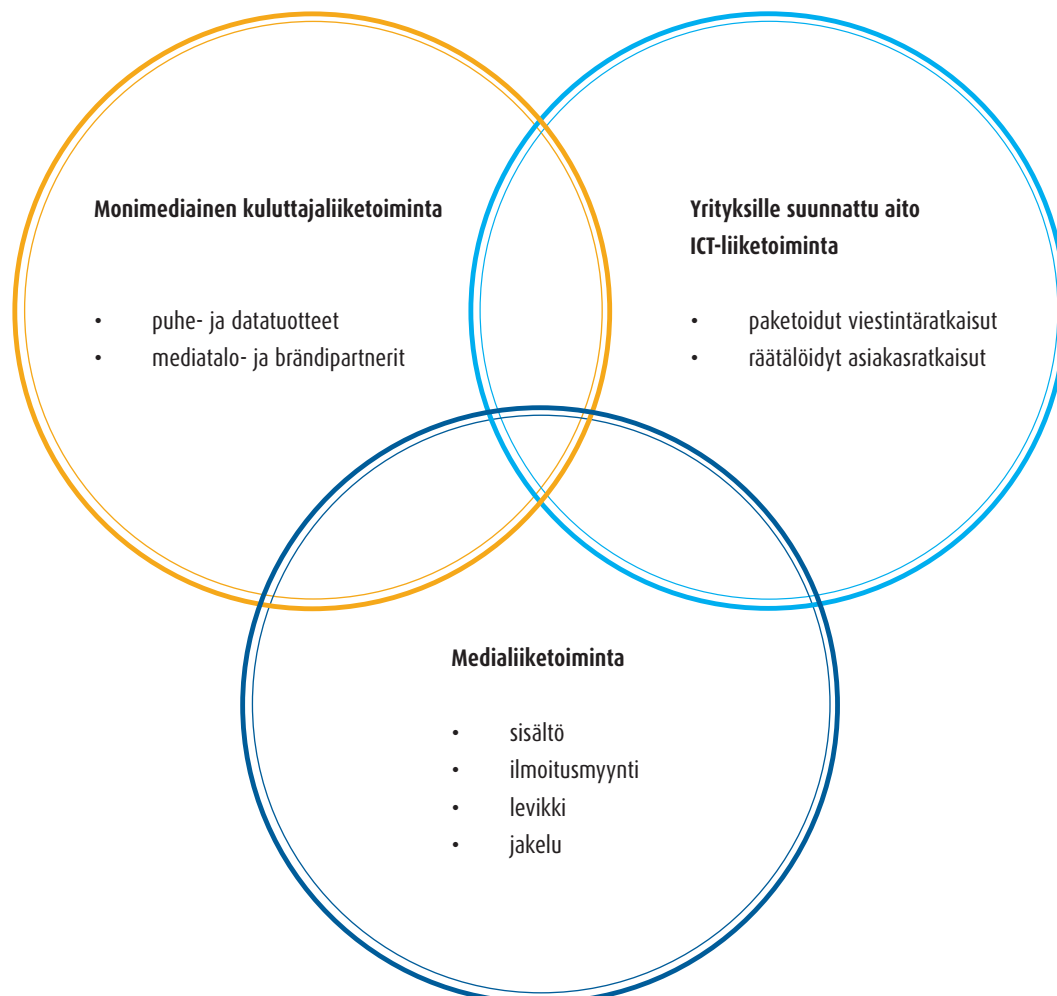 Monimediainen kuluttajaliiketoiminta
• puhe- ja datatuotteet
• mediatalo- ja brändipartnerit
Yrityksille suunnattu aito
ICT-liiketoiminta
• paketoidut viestintäratkaisut
• räätälöidyt asiakasratkaisut
Medialiiketoiminta
• sisältö
• ilmoitusmyynti
• levikki
• jakelu